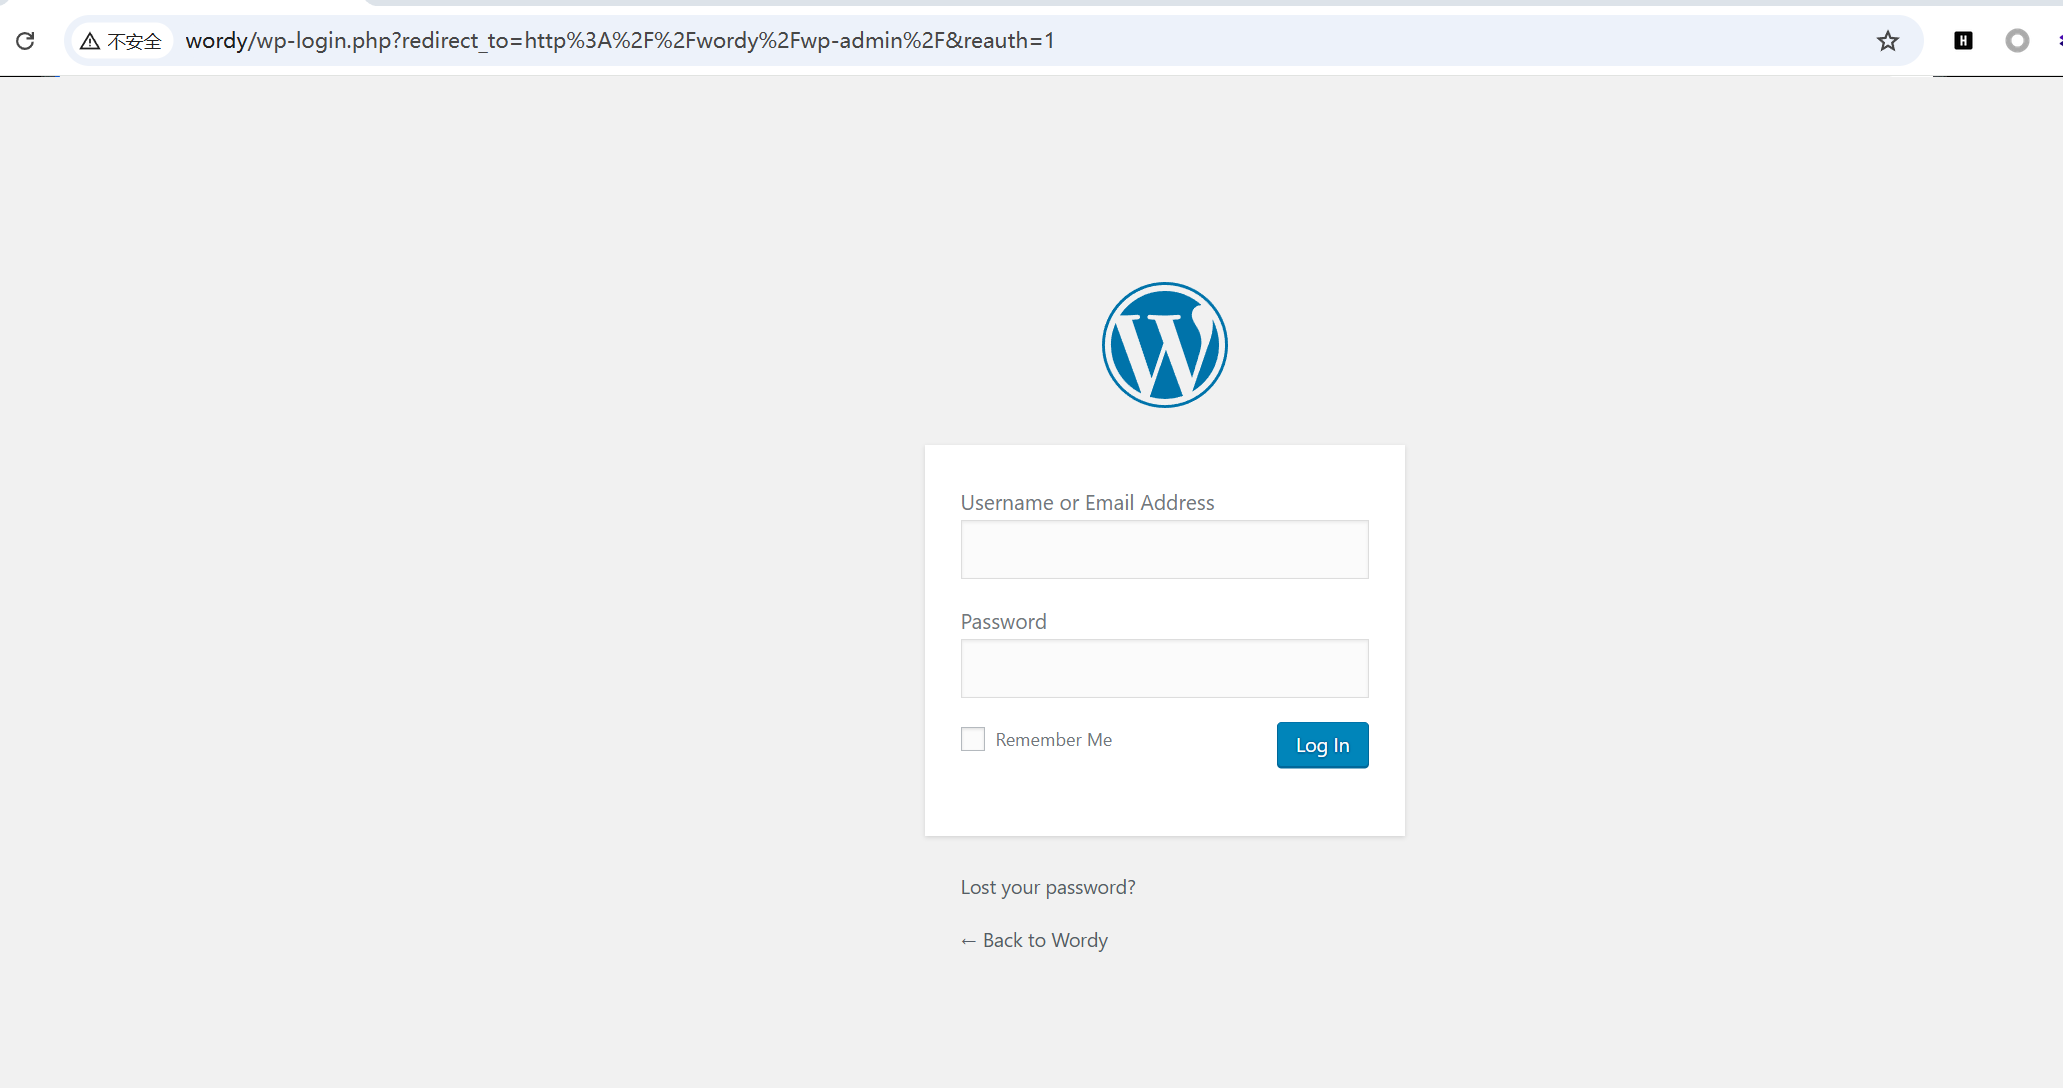 不安全 wordy/wp-login.php?redirect_to=http%3A%2F%2Fwordy%2Fwp-admin%2F&reauth=1
Username or Email Address
Password
Remember Me
Log In
Lost your password?
← Back to Wordy